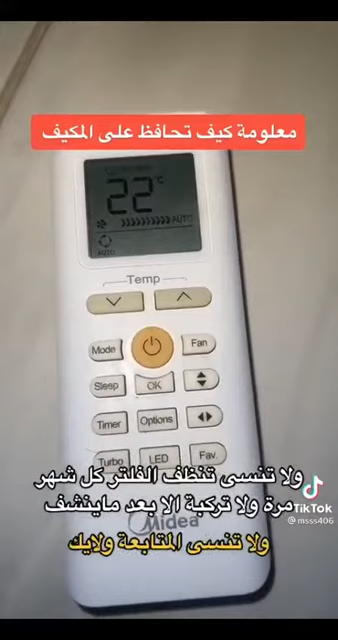 معلومة كيف تحافظ على المكيف
22°C
AUTO
AUTO
Temp
Mode
Fan
Sleep
OK
Timer
Options
Turbo
LED
Fav.
ولا تنسى تنظف الفلتر كل شهر
مرة ولا تركبة الا بعد ماينشف
Midea
ولا تنسى المتابعة ولايك
TikTok
@msss406